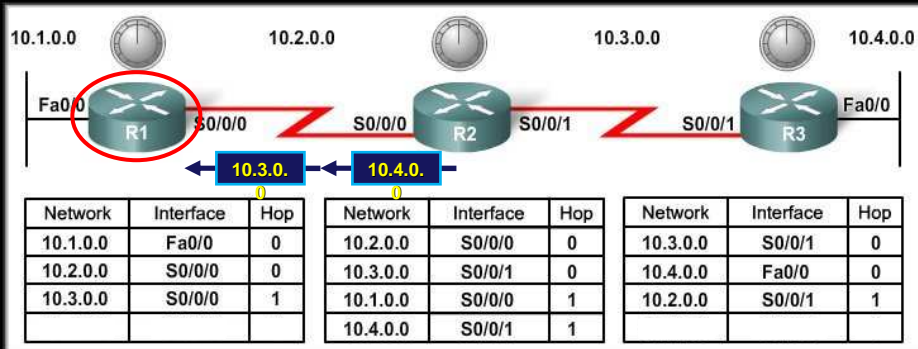 10.1.0.0 10.2.0.0 10.3.0.0 10.4.0.0
Fa0/0 R1 S0/0/0 S0/0/0 R2 S0/0/1 S0/0/1 R3 Fa0/0
10.3.0. 10.4.0.
0 0
Network Interface Hop Network Interface Hop Network Interface Hop
10.1.0.0 Fa0/0 0 10.2.0.0 S0/0/0 0 10.3.0.0 S0/0/1 0
10.2.0.0 S0/0/0 0 10.3.0.0 S0/0/1 0 10.4.0.0 Fa0/0 0
10.3.0.0 S0/0/0 1 10.1.0.0 S0/0/0 1 10.2.0.0 S0/0/1 1
10.4.0.0 S0/0/1 1